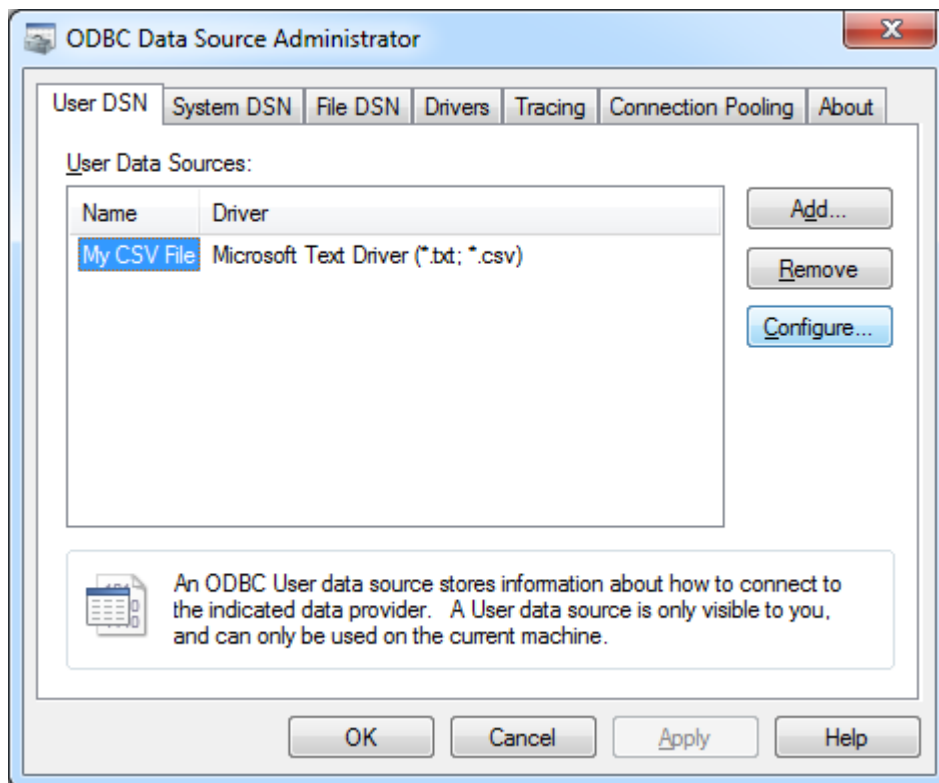 ODBC Data Source Administrator
User DSN System DSN File DSN Drivers Tracing Connection Pooling About
User Data Sources:
Name Driver
My CSV File Microsoft Text Driver (*.txt; *.csv)
Add...
Remove
Configure...
An ODBC User data source stores information about how to connect to
the indicated data provider. A User data source is only visible to you,
and can only be used on the current machine.
OK Cancel Apply Help